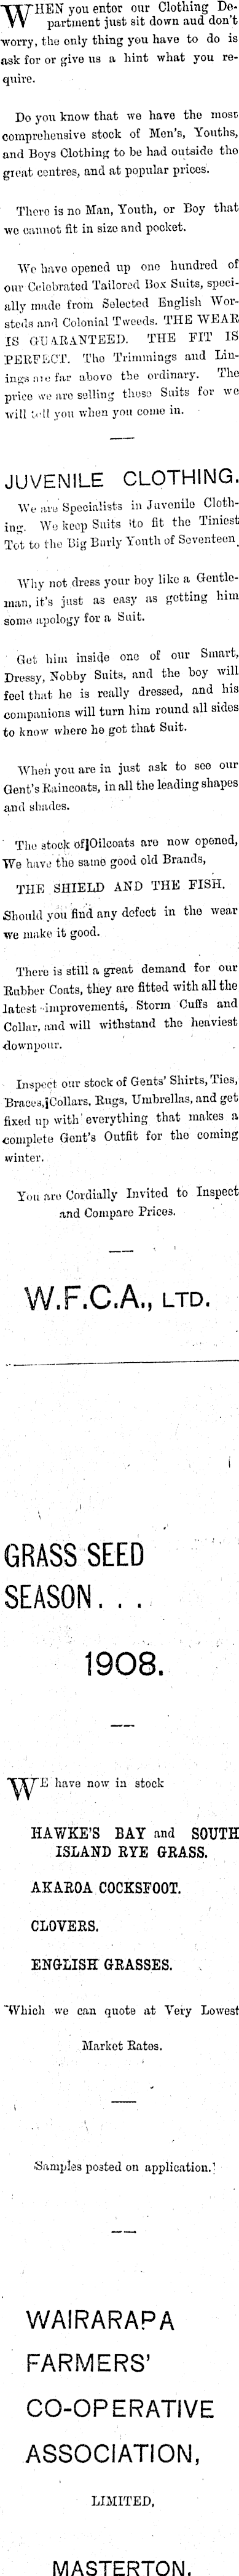 WHEN you enter our Clothing De-
partment just sit down and don't
worry, the only thing you have to do is
ask for or give us a hint what you re-
quire.
Do you know that we have the most
comprehensive stock of Men's, Youths,
and Boys Clothing to be had outside the
great centres, and at popular prices.
There is no Man, Youth, or Boy that
we cannot fit in size and pocket.
We have opened up one hundred of
our Celebrated Tailored Box Suits, speci-
ally made from Selected English Wor-
steds and Colonial Tweeds. THE WEAR
IS GUARANTEED. THE FIT IS
PERFECT. The Trimmings and Lin-
ings are far above the ordinary. The
price we are selling these Suits for we
will tell you when you come in.
JUVENILE CLOTHING.
We are Specialists in Juvenile Cloth-
ing. We keep Suits to fit the Tiniest
Tot to the Big Burly Youth of Seventeen.
Why not dress your boy like a Gentle-
man, it's just as easy as getting him
some apology for a Suit.
Get him inside one of our Smart,
Dressy, Nobby Suits, and the boy will
feel that he is really dressed, and his
companions will turn him round all sides
to know where he got that Suit.
When you are in just ask to see our
Gent's Raincoats, in all the leading shapes
and shades.
The stock of Oilcoats are now opened,
We have the same good old Brands,
THE SHIELD AND THE FISH.
Should you find any defect in the wear
we make it good.
There is still a great demand for our
Rubber Coats, they are fitted with all the
latest improvements, Storm Cuffs and
Collar, and will withstand the heaviest
downpour.
Inspect our stock of Gents' Shirts, Ties,
Braces, Collars, Rugs, Umbrellas, and get
fixed up with everything that makes a
complete Gent's Outfit for the coming
winter.
You are Cordially Invited to Inspect
and Compare Prices.
W.F.C.A., LTD.
GRASS SEED
SEASON. . .
1908.
WE have now in stock
HAWKE'S BAY and SOUTH
ISLAND RYE GRASS.
AKAROA COCKSFOOT.
CLOVERS.
ENGLISH GRASSES.
Which we can quote at Very Lowest
Market Rates.
Samples posted on application.
WAIRARAPA
FARMERS'
CO-OPERATIVE
ASSOCIATION,
LIMITED,
MASTERTON.